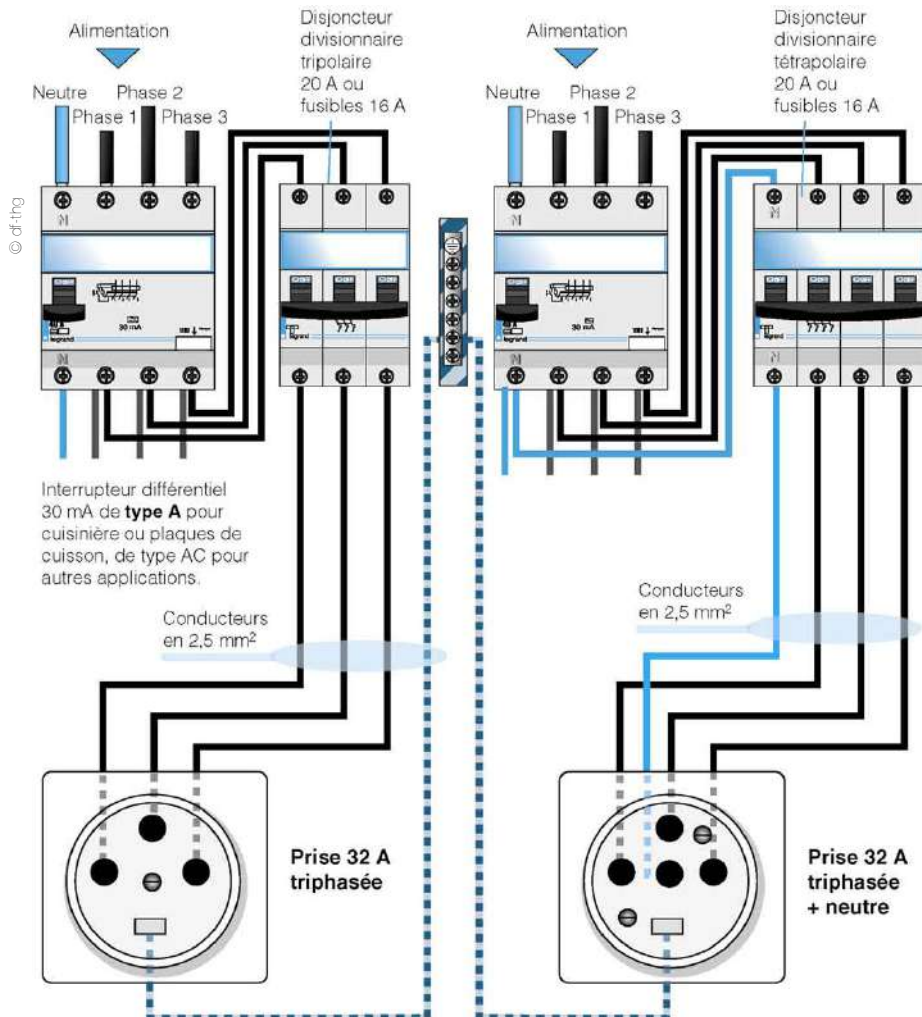 Alimentation
Disjoncteur
divisionnaire
tripolaire
20 A ou
fusibles 16 A
Neutre
Phase 1
Phase 2
Phase 3
Alimentation
Disjoncteur
divisionnaire
tétrapolaire
20 A ou
fusibles 16 A
Neutre
Phase 1
Phase 2
Phase 3
© df-thg
N
30 mA
legrand
N
legrand
N
30 mA
legrand
N
N
legrand
N
Interrupteur différentiel
30 mA de type A pour
cuisinière ou plaques de
cuisson, de type AC pour
autres applications.
Conducteurs
en 2,5 mm²
Conducteurs
en 2,5 mm²
Prise 32 A
triphasée
Prise 32 A
triphasée
+ neutre